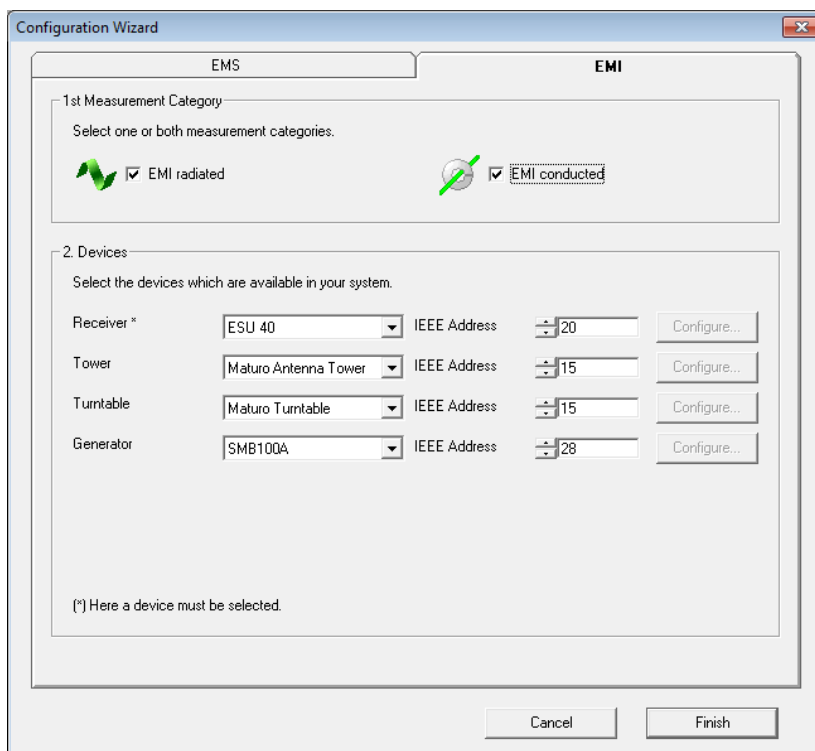 Configuration Wizard
EMS
EMI
1st Measurement Category
Select one or both measurement categories.
EMI radiated
EMI conducted
2. Devices
Select the devices which are available in your system.
Receiver * ESU 40 IEEE Address 20 Configure...
Tower Maturo Antenna Tower IEEE Address 15 Configure...
Turntable Maturo Turntable IEEE Address 15 Configure...
Generator SMB100A IEEE Address 28 Configure...
(*) Here a device must be selected.
Cancel Finish